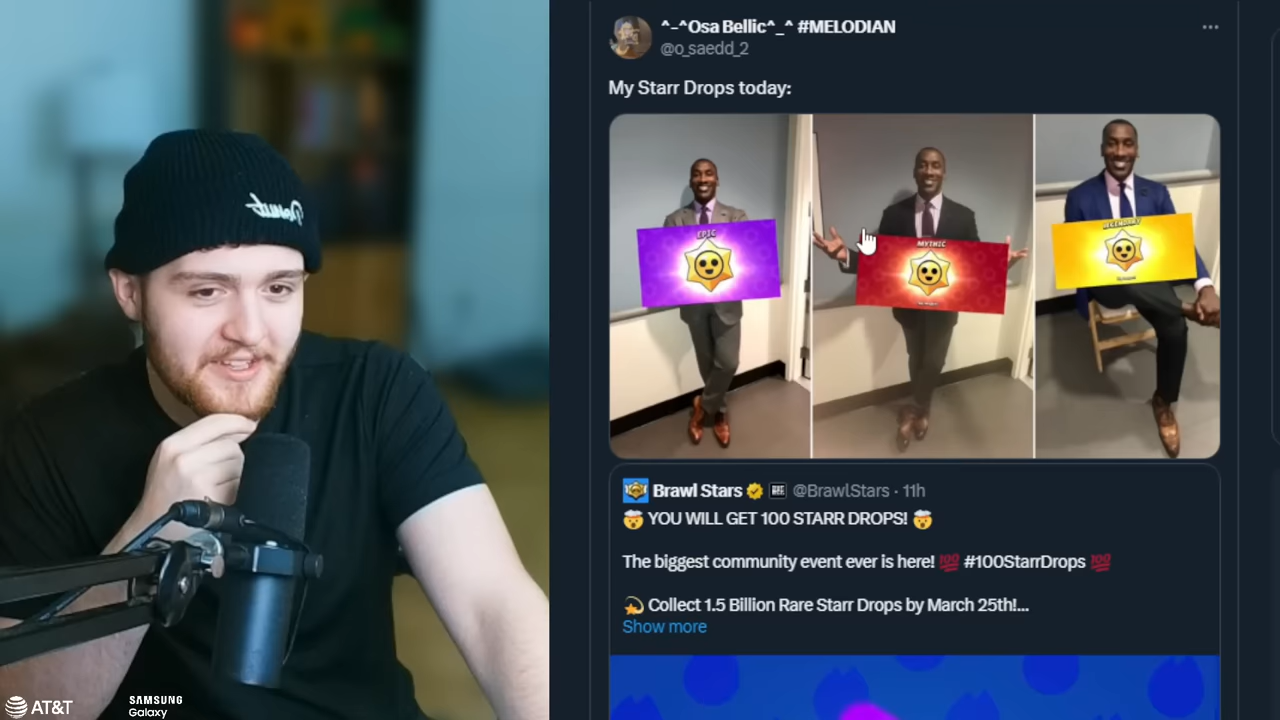 ^-^Osa Bellic^_^ #MELODIAN
@o_saedd_2
My Starr Drops today:
EPIC
MYTHIC
LEGENDARY
Brawl Stars @BrawlStars · 11h
🤯 YOU WILL GET 100 STARR DROPS! 🤯
The biggest community event ever is here! 💯 #100StarrDrops 💯
💫 Collect 1.5 Billion Rare Starr Drops by March 25th!...
Show more
Donut
AT&T
SAMSUNG
Galaxy